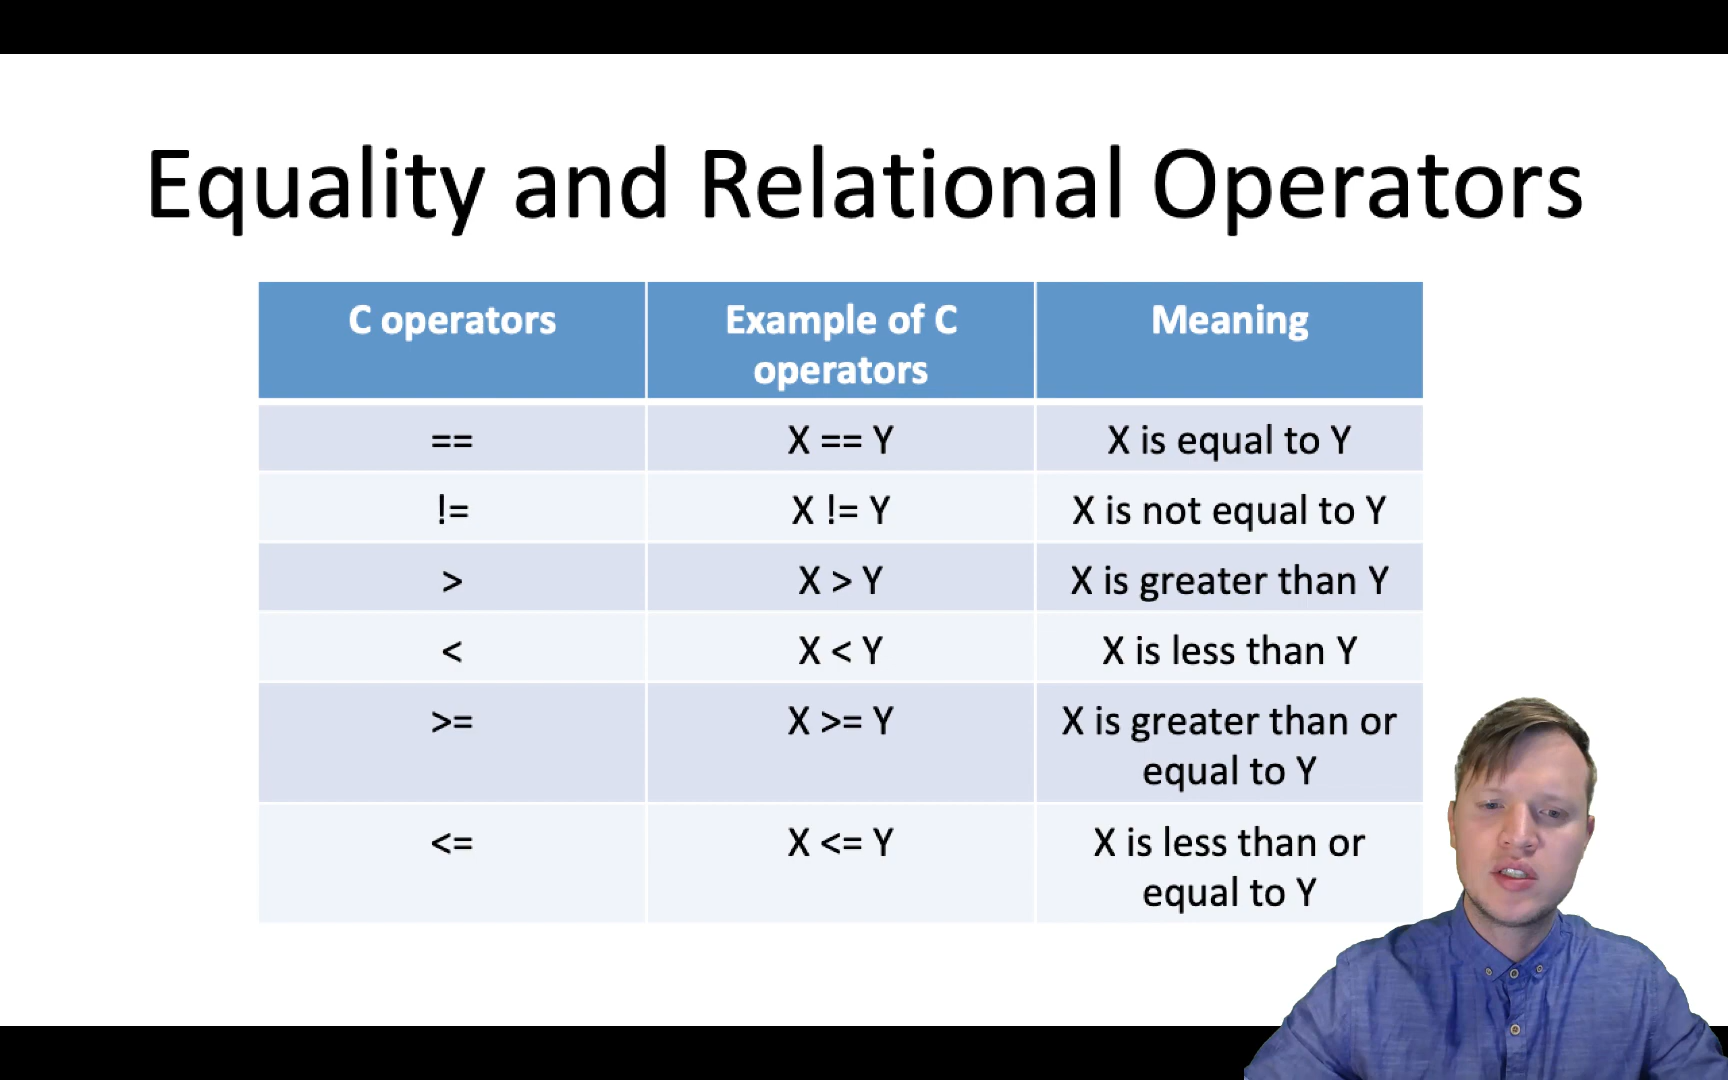 Equality and Relational Operators
C operators
Example of C
operators
Meaning
==
X == Y
X is equal to Y
!=
X != Y
X is not equal to Y
>
X > Y
X is greater than Y
<
X < Y
X is less than Y
>=
X >= Y
X is greater than or
equal to Y
<=
X <= Y
X is less than or
equal to Y